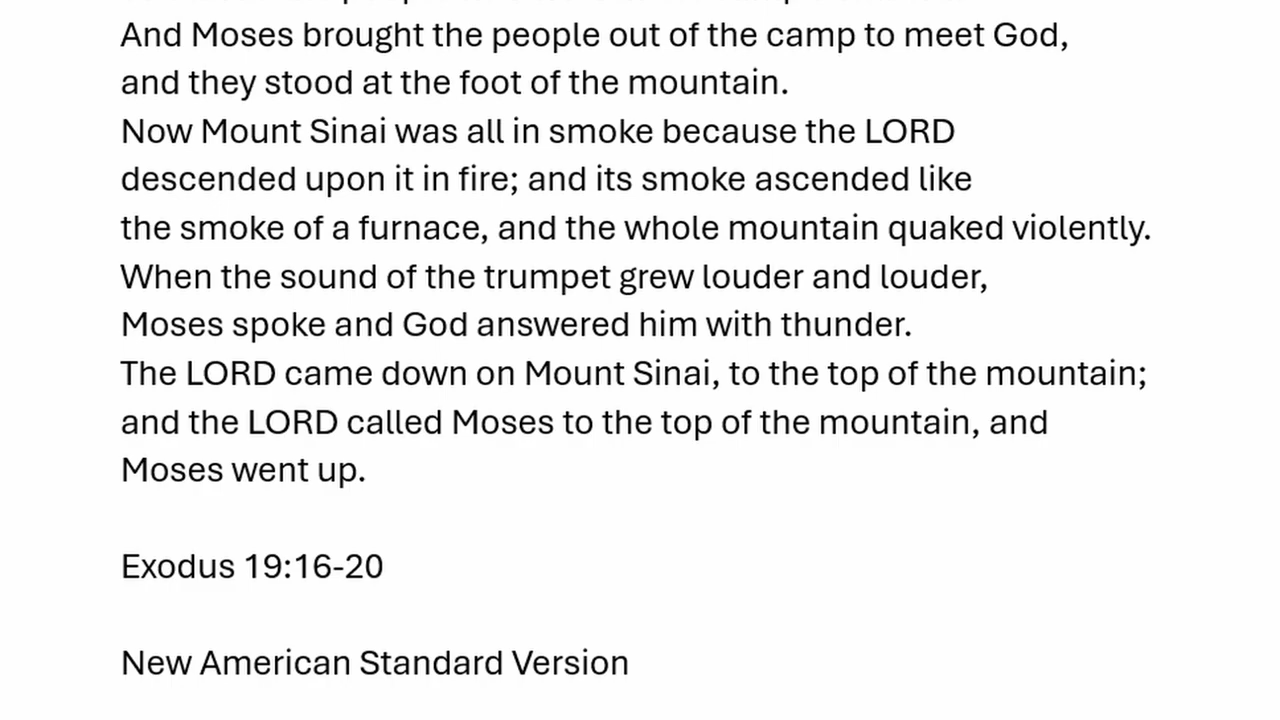 And Moses brought the people out of the camp to meet God,
and they stood at the foot of the mountain.
Now Mount Sinai was all in smoke because the LORD
descended upon it in fire; and its smoke ascended like
the smoke of a furnace, and the whole mountain quaked violently.
When the sound of the trumpet grew louder and louder,
Moses spoke and God answered him with thunder.
The LORD came down on Mount Sinai, to the top of the mountain;
and the LORD called Moses to the top of the mountain, and
Moses went up.
Exodus 19:16-20
New American Standard Version